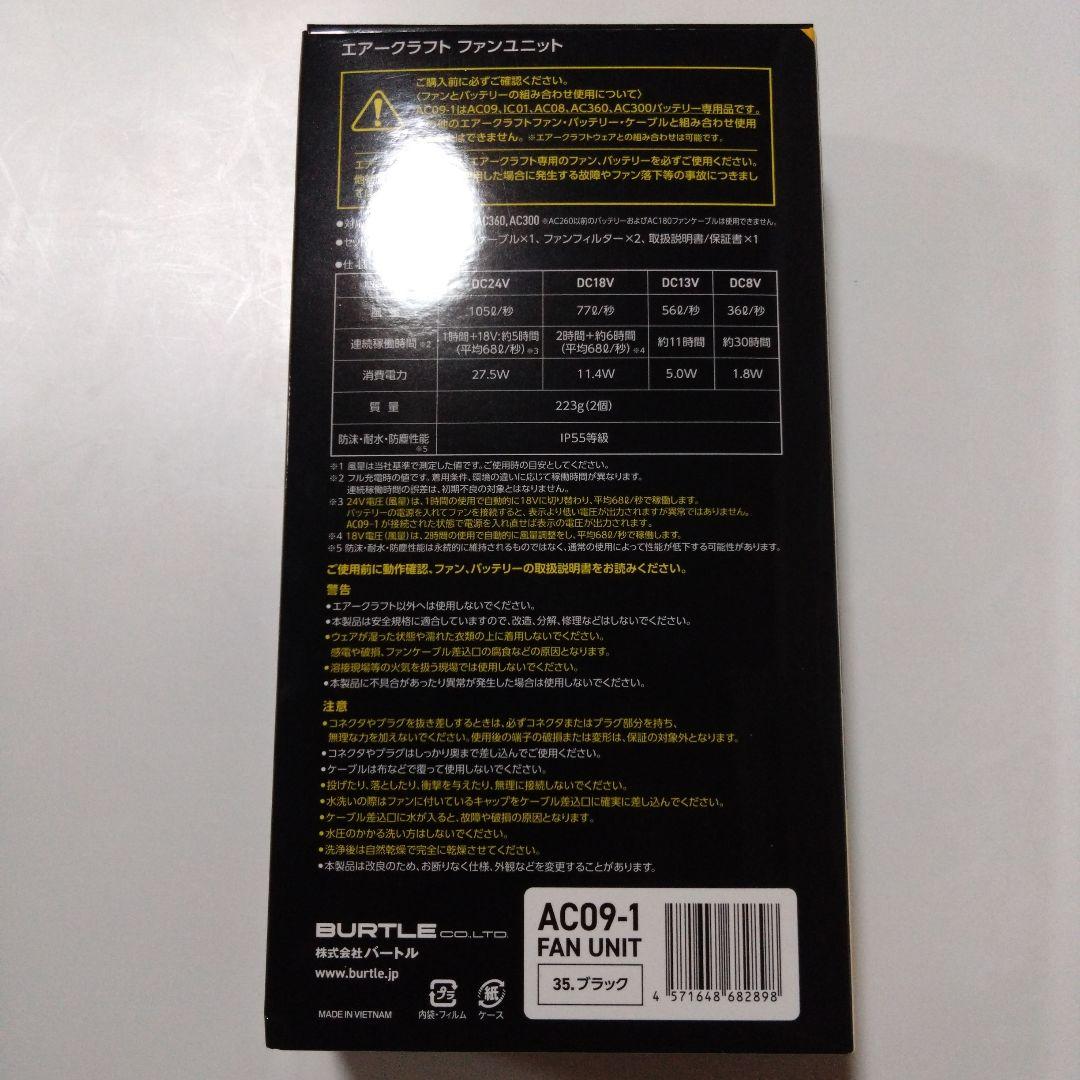 エアークラフト ファンユニット
ご購入前に必ずご確認ください。
〈ファンとバッテリーの組み合わせ使用について〉
AC09-1はAC09、IC01、AC08、AC360、AC300バッテリー専用品です。
の他のエアークラフトファン・バッテリー・ケーブルと組み合わせ使用
はできません。※エアークラフトウェアとの組み合わせは可能です。
エアークラフト専用のファン、バッテリーを必ずご使用ください。
用した場合に発生する故障やファン落下等の事故につきまし
AC360、AC300 ※AC260以前のバッテリーおよびAC180ファンケーブルは使用できません。
ケーブル×1、ファンフィルター×2、取扱説明書/保証書×1
DC24V DC18V DC13V DC8V
105ℓ/秒 77ℓ/秒 56ℓ/秒 36ℓ/秒
連続稼働時間 ※2 1時間+18V:約5時間 (平均68ℓ/秒)※3 2時間+約6時間 (平均68ℓ/秒)※4 約11時間 約30時間
消費電力 27.5W 11.4W 5.0W 1.8W
質量 223g(2個)
防沫・耐水・防塵性能 ※5 IP55等級
※1 風量は当社基準で測定した値です。ご使用時の目安としてください。
※2 フル充電時の値です。着用条件、環境の違いに応じて稼働時間が異なります。
連続稼働時間の誤差は、初期不良の対象とはなりません。
※3 24V電圧(風量)は、1時間の使用で自動的に18Vに切り替わり、平均68ℓ/秒で稼働します。
バッテリーの電源を入れてファンを接続すると、表示より低い電圧が出力されますが異常ではありません。
AC09-1が接続された状態で電源を入れ直せば表示の電圧が出力されます。
※4 18V電圧(風量)は、2時間の使用で自動的に風量調整をし、平均68ℓ/秒で稼働します。
※5 防沫・耐水・防塵性能は永続的に維持されるものではなく、通常の使用によって性能が低下する可能性があります。
ご使用前に動作確認、ファン、バッテリーの取扱説明書をお読みください。
警告
●エアークラフト以外へは使用しないでください。
●本製品は安全規格に適合していますので、改造、分解、修理などはしないでください。
●ウェアが湿った状態や濡れた衣類の上に着用しないでください。
感電や破損、ファンケーブル差込口の腐食などの原因となります。
●溶接現場等の火気を扱う現場では使用しないでください。
●本製品に不具合があったり異常が発生した場合は使用しないでください。
注意
●コネクタやプラグを抜き差しするときは、必ずコネクタまたはプラグ部分を持ち、
無理な力を加えないでください。使用後の端子の破損または変形は、保証の対象外となります。
●コネクタやプラグはしっかり奥まで差し込んでご使用ください。
●ケーブルは布などで覆って使用しないでください。
●投げたり、落としたり、衝撃を与えたり、無理に接続しないでください。
●水洗いの際はファンに付いているキャップをケーブル差込口に確実に差し込んでください。
●ケーブル差込口に水が入ると、故障や破損の原因となります。
●水圧のかかる洗い方はしないでください。
●洗浄後は自然乾燥で完全に乾燥させてください。
●本製品は改良のため、お断りなく仕様、外観などを変更することがあります。
BURTLE CO.,LTD.
株式会社バートル
www.burtle.jp
MADE IN VIETNAM
プラ
内袋・フィルム
紙
ケース
AC09-1
FAN UNIT
35.ブラック
4 571648 682898